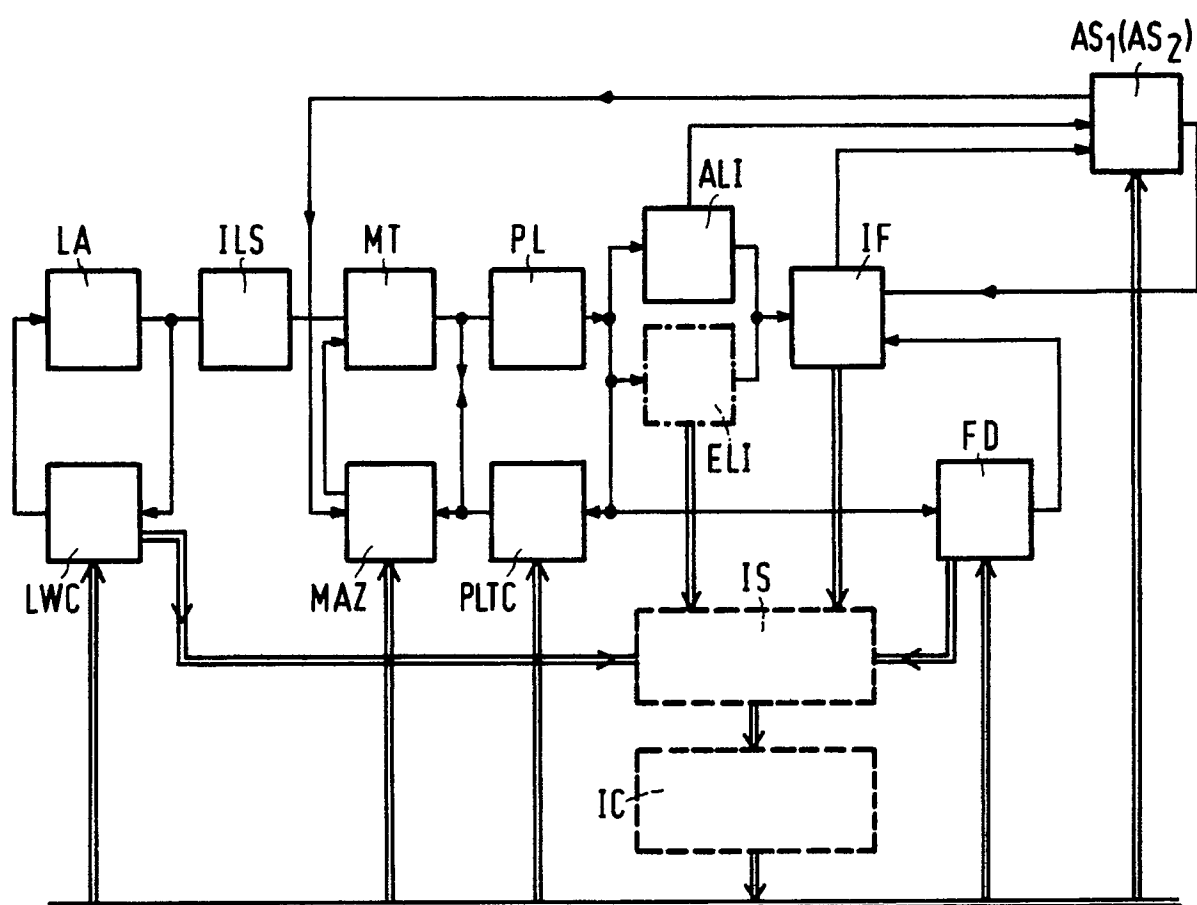 AS1(AS2)
ALI
LA
ILS
MT
PL
IF
ELI
FD
LWC
MAZ
PLTC
IS
IC